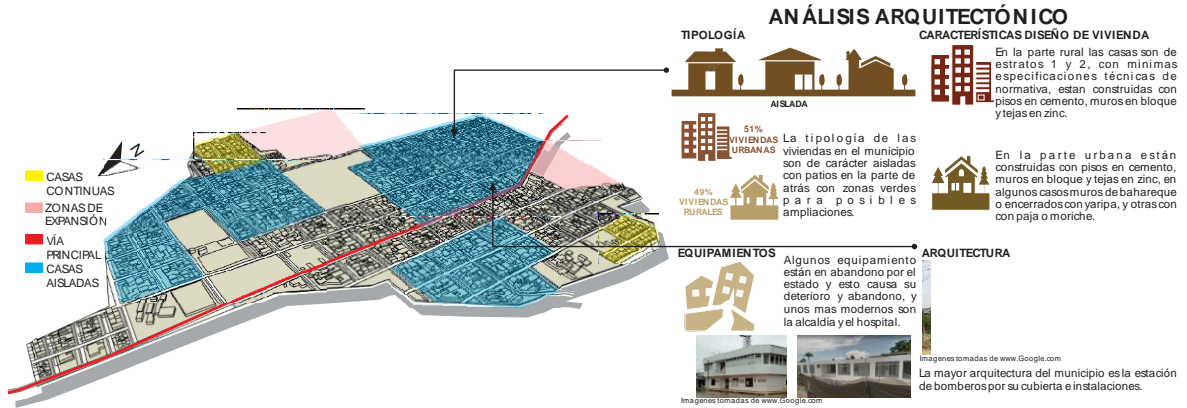 ANÁLISIS ARQUITECTÓNICO
TIPOLOGÍA
AISLADA
51%
VIVIENDAS
URBANAS
49%
VIVIENDAS
RURALES
La tipología de las
viviendas en el municipio
son de carácter aisladas
con patios en la parte de
atrás con zonas verdes
para posibles
ampliaciones.
CARACTERÍSTICAS DISEÑO DE VIVIENDA
En la parte rural las casas son de
estratos 1 y 2, con minimas
especificaciones técnicas de
normativa, estan construidas con
pisos en cemento, muros en bloque
y tejas en zinc.
En la parte urbana están
construidas con pisos en cemento,
muros en bloque y tejas en zinc, en
algunos casos muros de bahareque
o encerrados con yaripa, y otras con
con paja o moriche.
N
CASAS
CONTINUAS
ZONAS DE
EXPANSIÓN
VÍA
PRINCIPAL
CASAS
AISLADAS
EQUIPAMIENTOS
Algunos equipamiento
están en abandono por el
estado y esto causa su
deterioro y abandono, y
unos mas modernos son
la alcaldía y el hospital.
Imagenes tomadas de www.Google.com
ARQUITECTURA
Imagenes tomadas de www.Google.com
La mayor arquitectura del municipio es la estación
de bomberos por su cubierta e instalaciones.